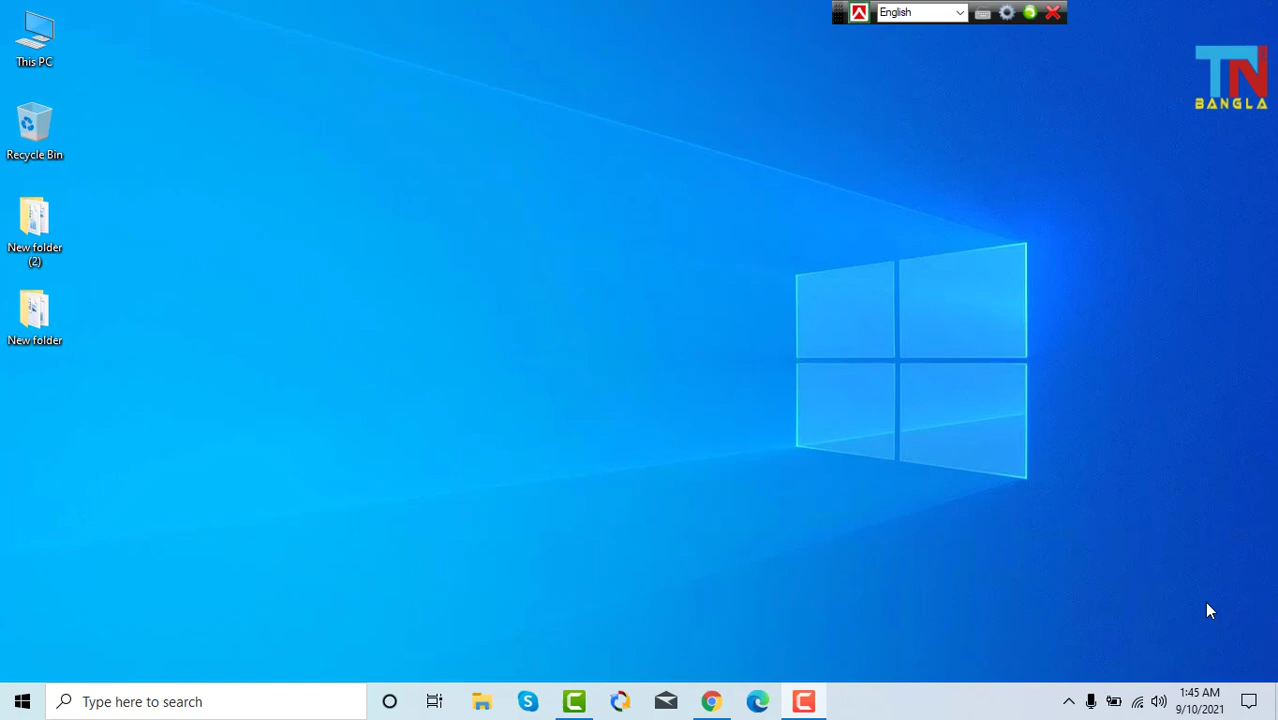 This PC
Recycle Bin
New folder
(2)
New folder
English
TN
BANGLA
Type here to search
1:45 AM
9/10/2021